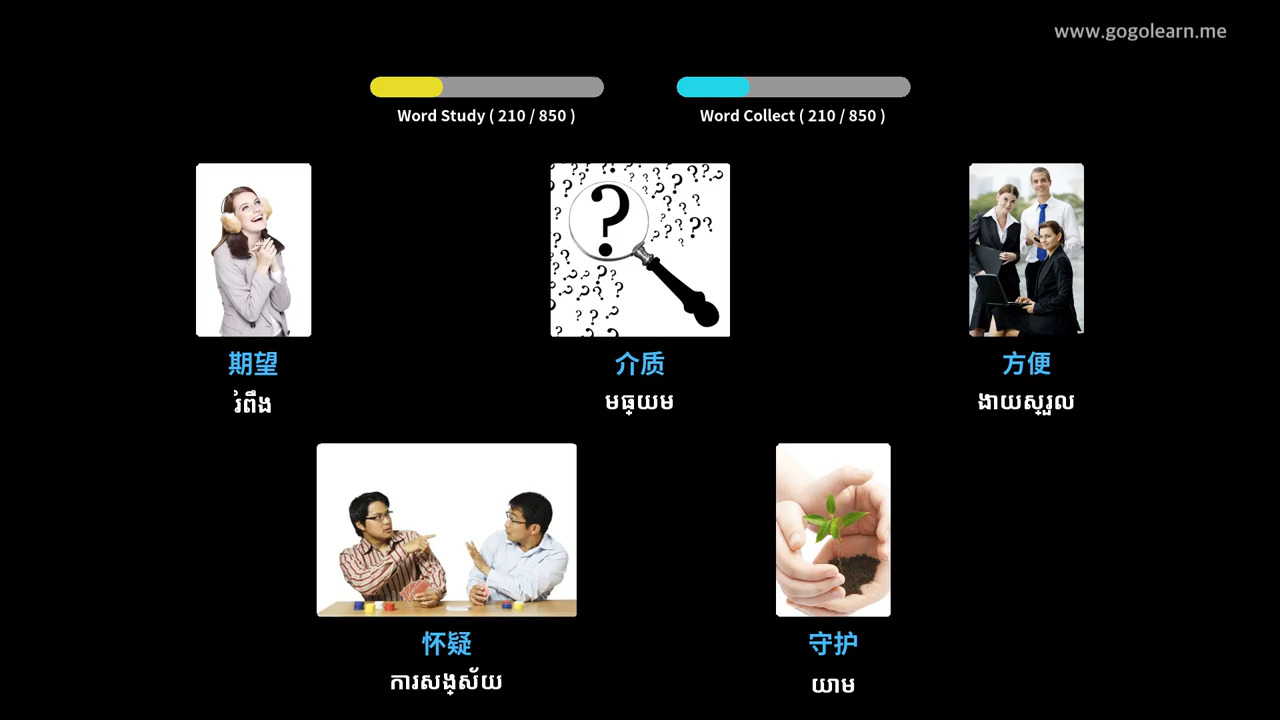 www.gogolearn.me
Word Study ( 210 / 850 )
Word Collect ( 210 / 850 )
期望
រំពឹង
介质
មធ្យម
方便
ងាយស្រួល
怀疑
ការសង្ស័យ
守护
យាម